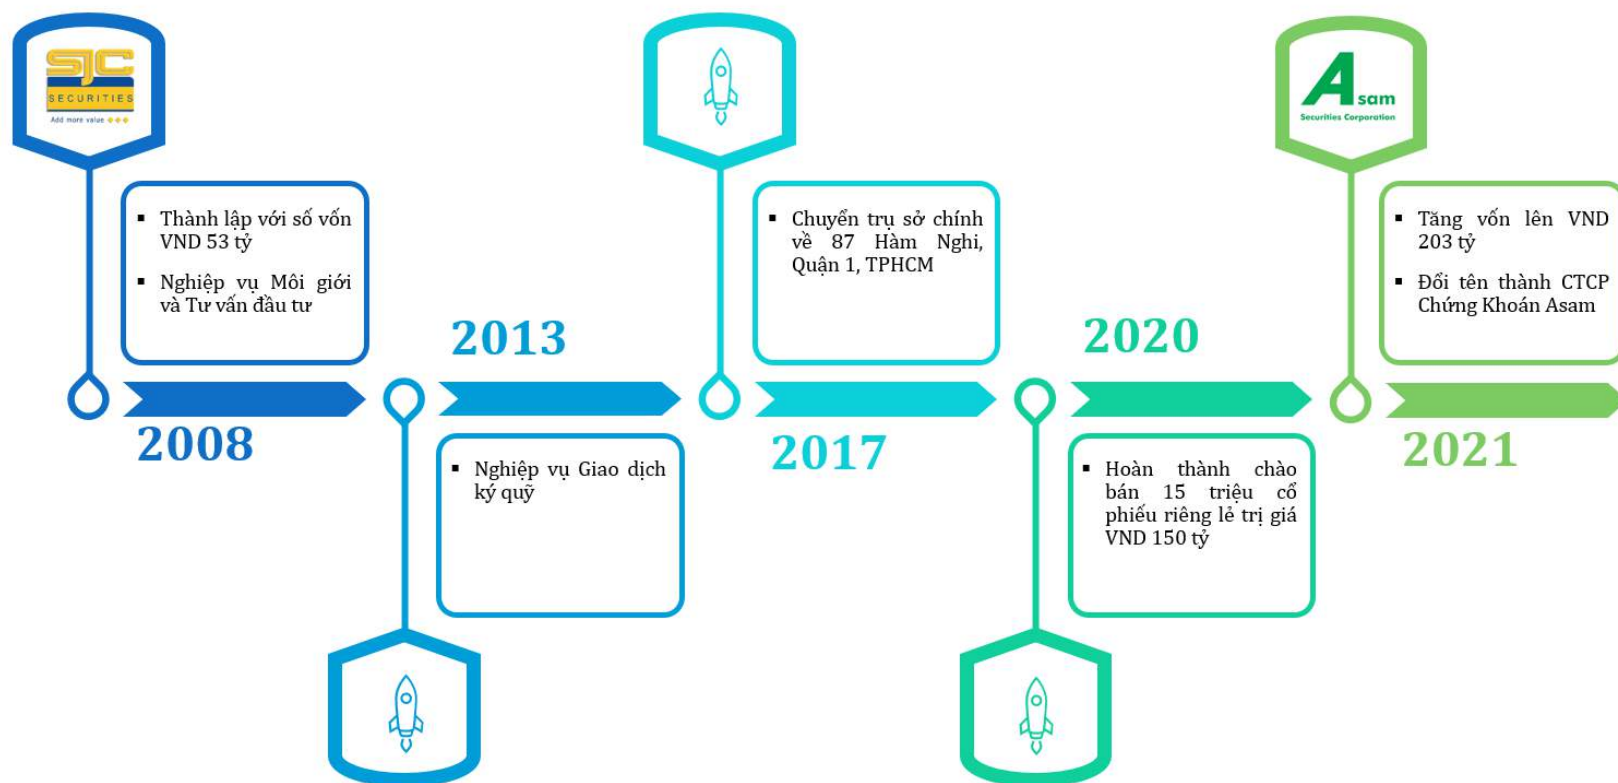 SJC
SECURITIES
Add more value
▪ Thành lập với số vốn
VND 53 tỷ
▪ Nghiệp vụ Môi giới
và Tư vấn đầu tư
2008
2013
▪ Nghiệp vụ Giao dịch
ký quỹ
▪ Chuyển trụ sở chính
về 87 Hàm Nghi,
Quận 1, TPHCM
2017
2020
▪ Hoàn thành chào
bán 15 triệu cổ
phiếu riêng lẻ trị giá
VND 150 tỷ
Asam
Securities Corporation
▪ Tăng vốn lên VND
203 tỷ
▪ Đổi tên thành CTCP
Chứng Khoán Asam
2021